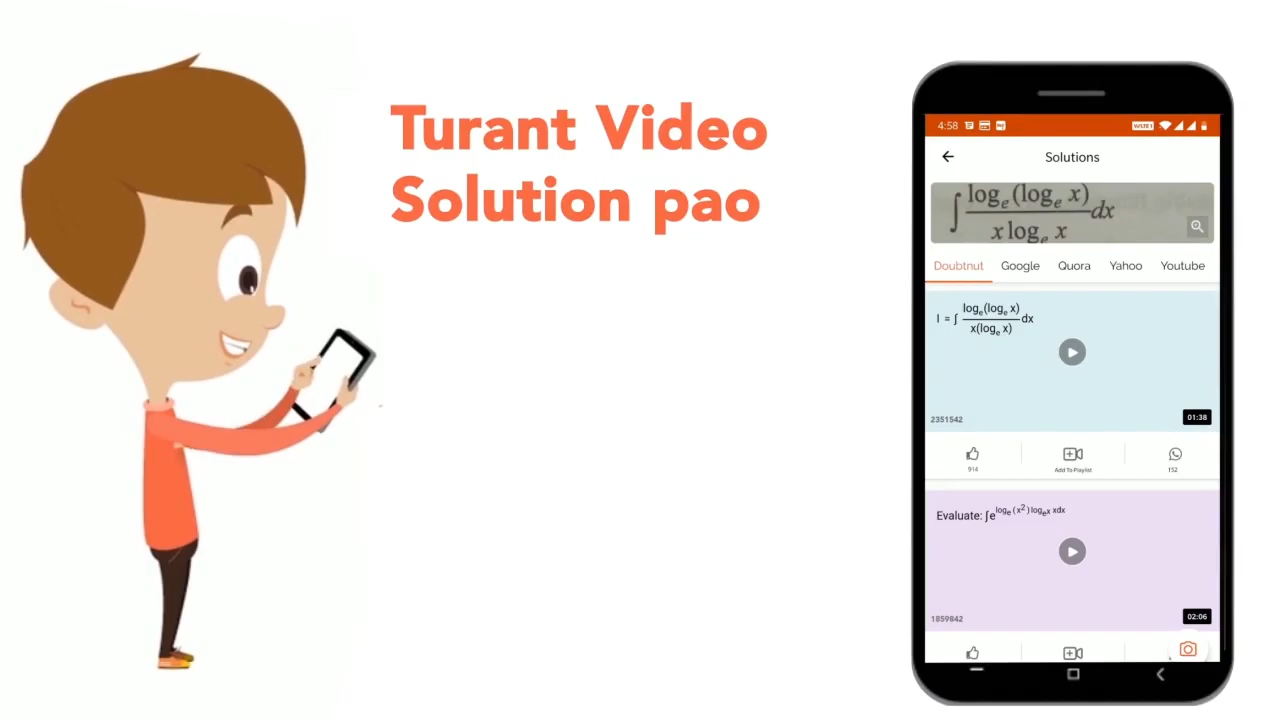 Turant Video
Solution pao
4:58
VoLTE1
Solutions
∫ logₑ(logₑ x) / x logₑ x dx
Doubtnut Google Quora Yahoo Youtube
I = ∫ logₑ(logₑ x) / x(logₑ x) dx
2351542 01:38
914 Add To Playlist 152
Evaluate: ∫e^logₑ(x²)logₑx xdx
1859842 02:06